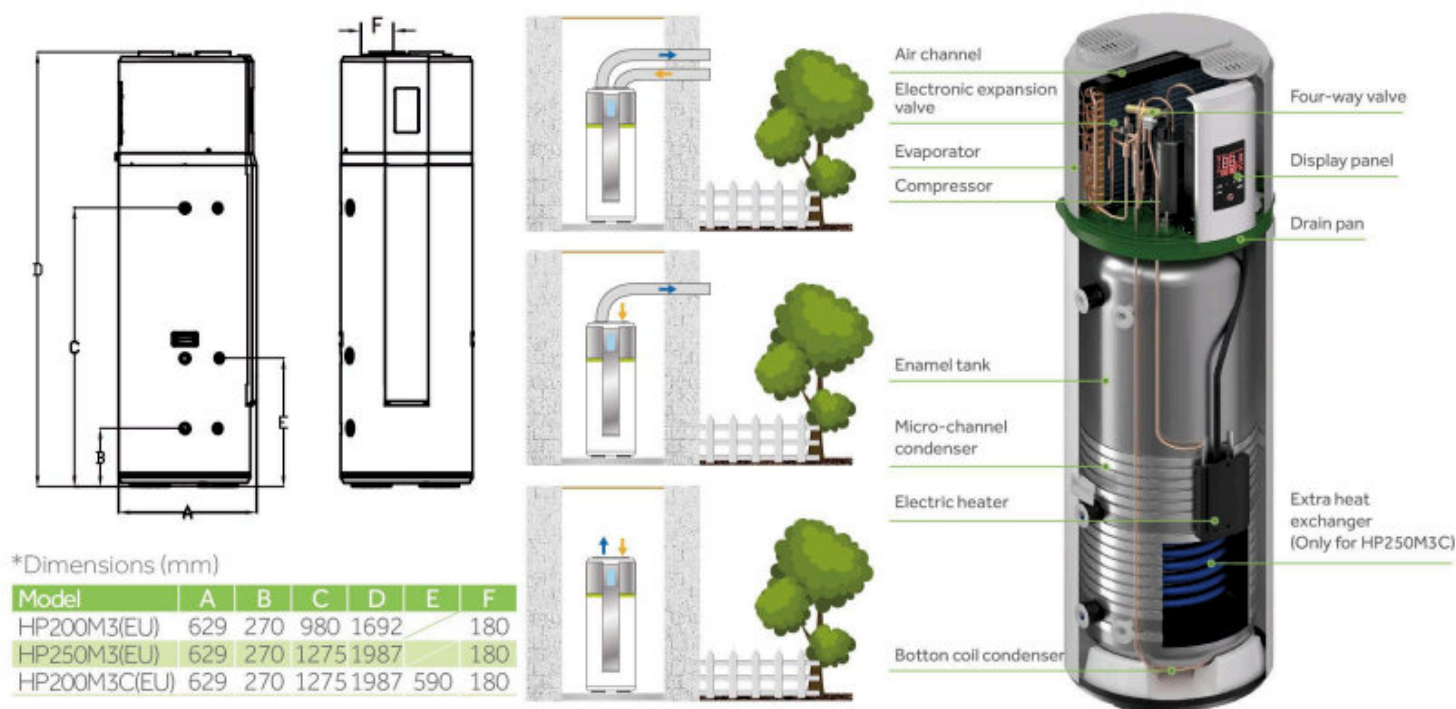 F
D
C
B
E
A
*Dimensions (mm)
Model A B C D E F
HP200M3(EU) 629 270 980 1692 180
HP250M3(EU) 629 270 1275 1987 180
HP200M3C(EU) 629 270 1275 1987 590 180
Air channel
Electronic expansion
valve
Evaporator
Compressor
Enamel tank
Micro-channel
condenser
Electric heater
Botton coil condenser
Four-way valve
Display panel
Drain pan
Extra heat
exchanger
(Only for HP250M3C)